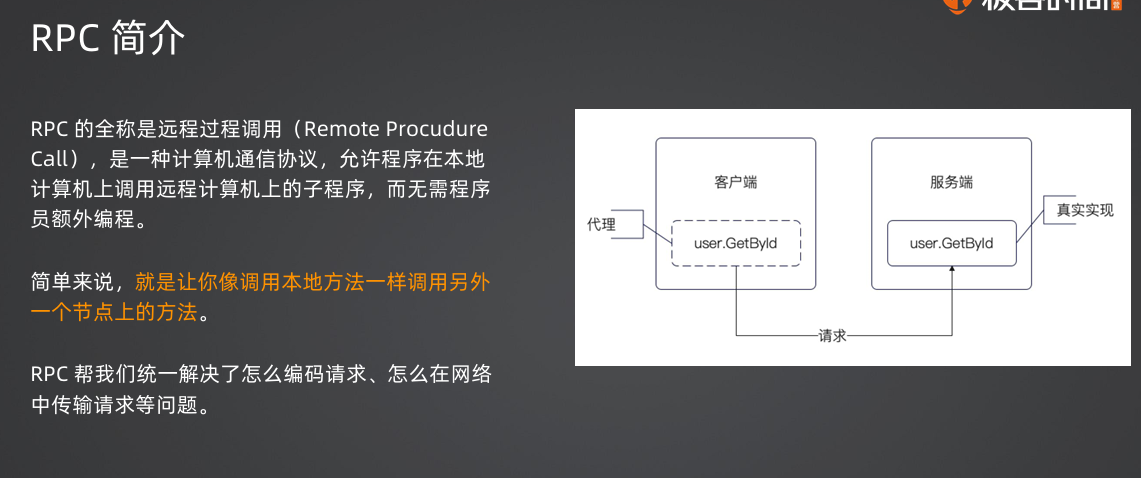 RPC 简介
RPC 的全称是远程过程调用（Remote Procudure
Call），是一种计算机通信协议，允许程序在本地
计算机上调用远程计算机上的子程序，而无需程序
员额外编程。
简单来说，就是让你像调用本地方法一样调用另外
一个节点上的方法。
RPC 帮我们统一解决了怎么编码请求、怎么在网络
中传输请求等问题。
客户端
服务端
代理
user.GetById
user.GetById
真实实现
请求